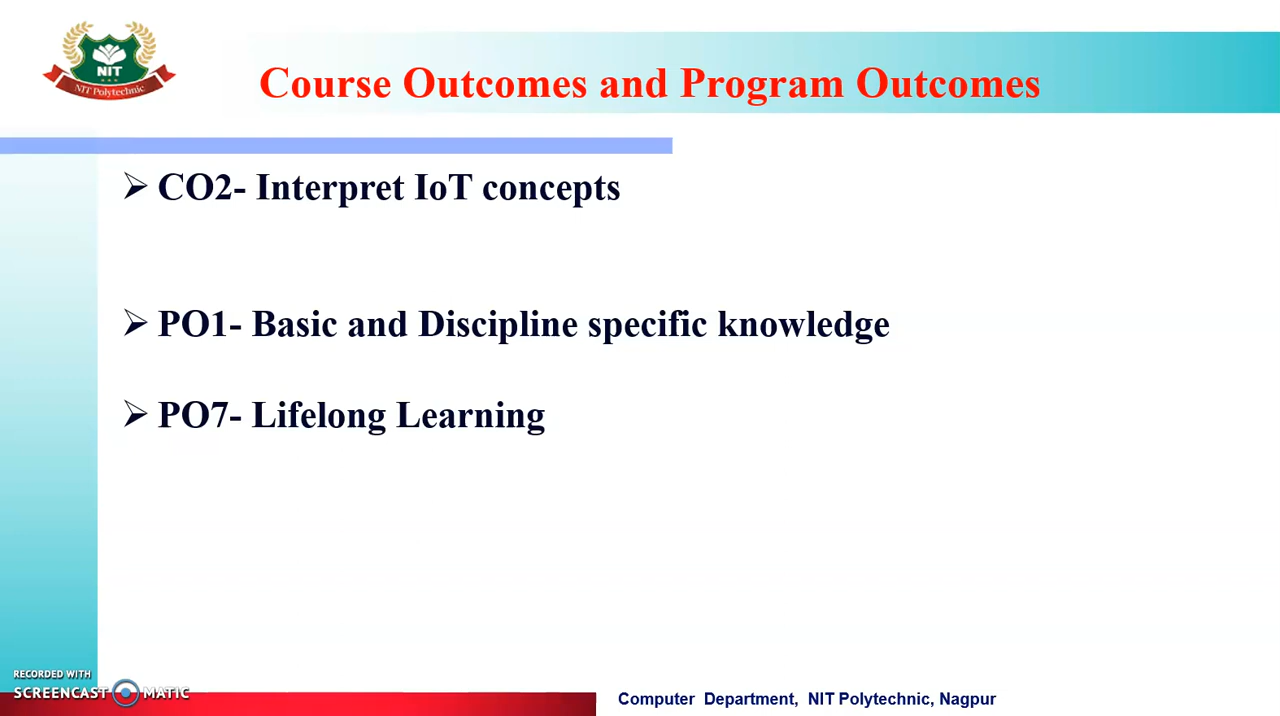 NIT
NIT Polytechnic
Course Outcomes and Program Outcomes
CO2- Interpret IoT concepts
PO1- Basic and Discipline specific knowledge
PO7- Lifelong Learning
RECORDED WITH
SCREENCAST MATIC
Computer Department, NIT Polytechnic, Nagpur